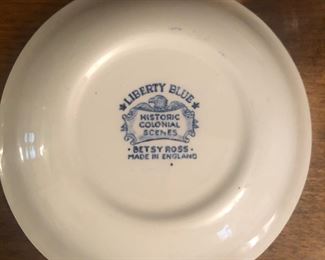 LIBERTY BLUE
HISTORIC
COLONIAL
SCENES
BETSY ROSS
MADE IN ENGLAND